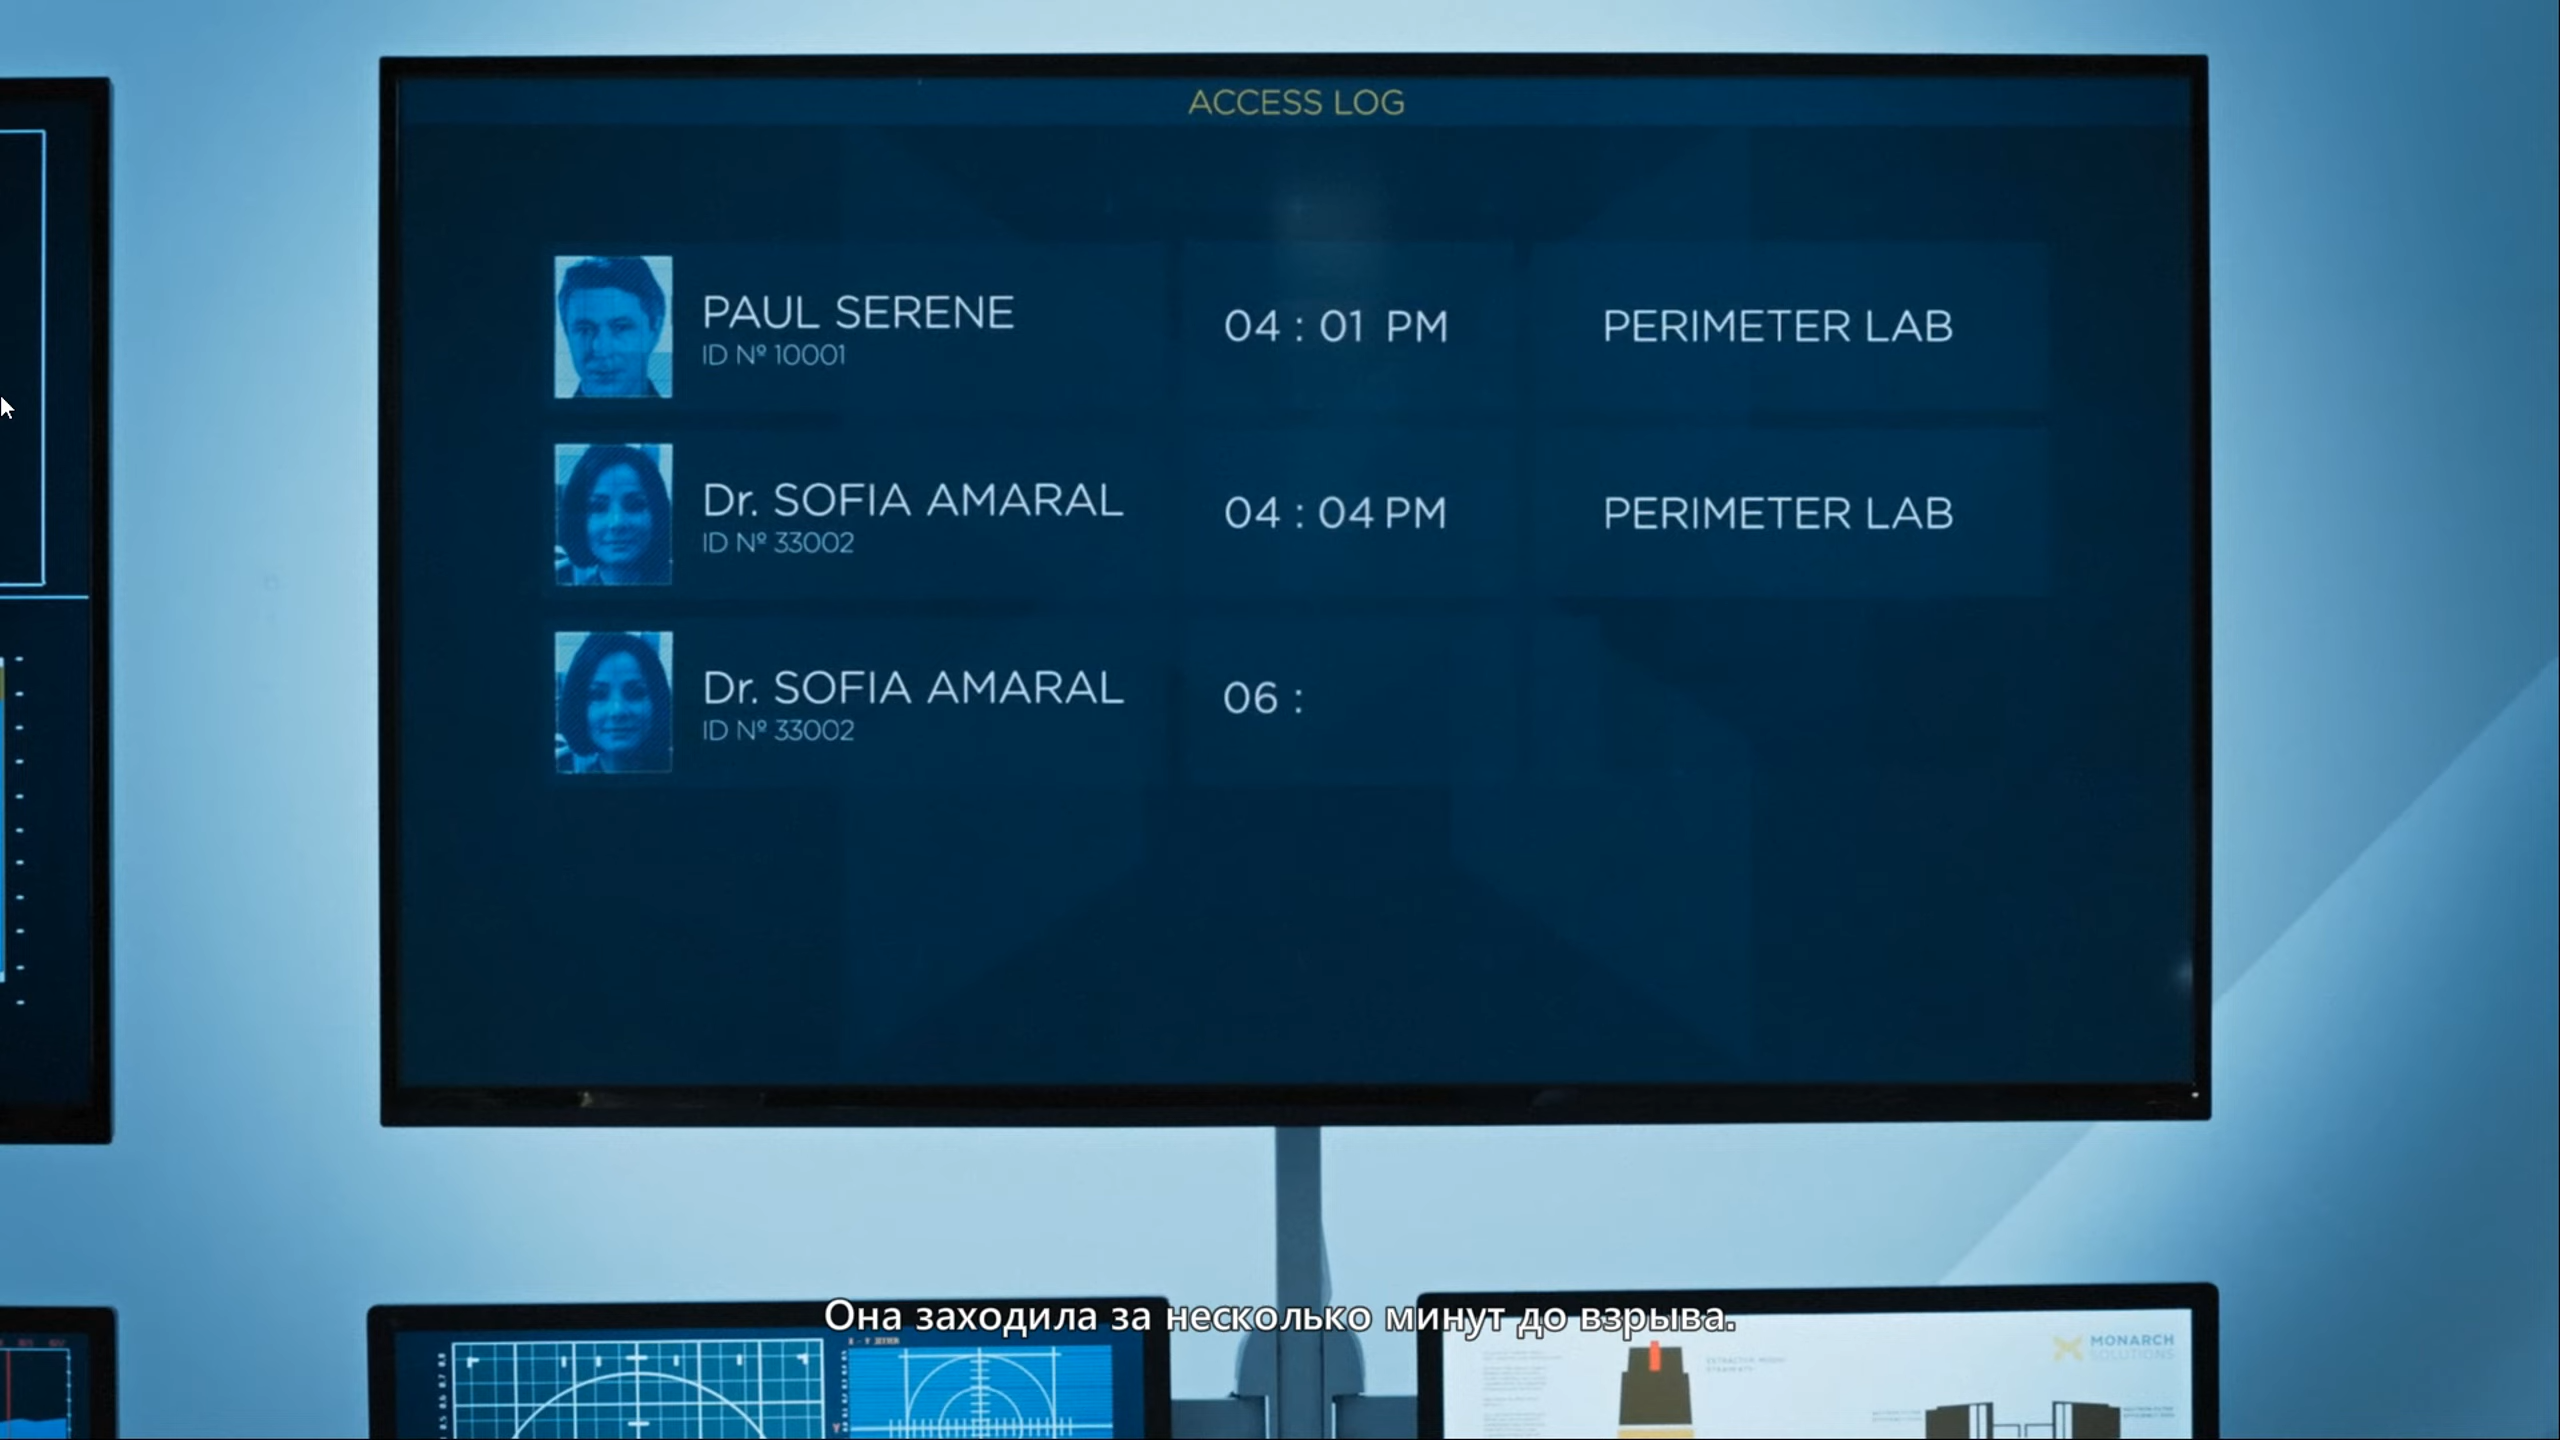 ACCESS LOG
PAUL SERENE
ID Nº 10001
04 : 01 PM
PERIMETER LAB
Dr. SOFIA AMARAL
ID Nº 33002
04 : 04 PM
PERIMETER LAB
Dr. SOFIA AMARAL
ID Nº 33002
06 :
Она заходила за несколько минут до взрыва.
MONARCH
SOLUTIONS